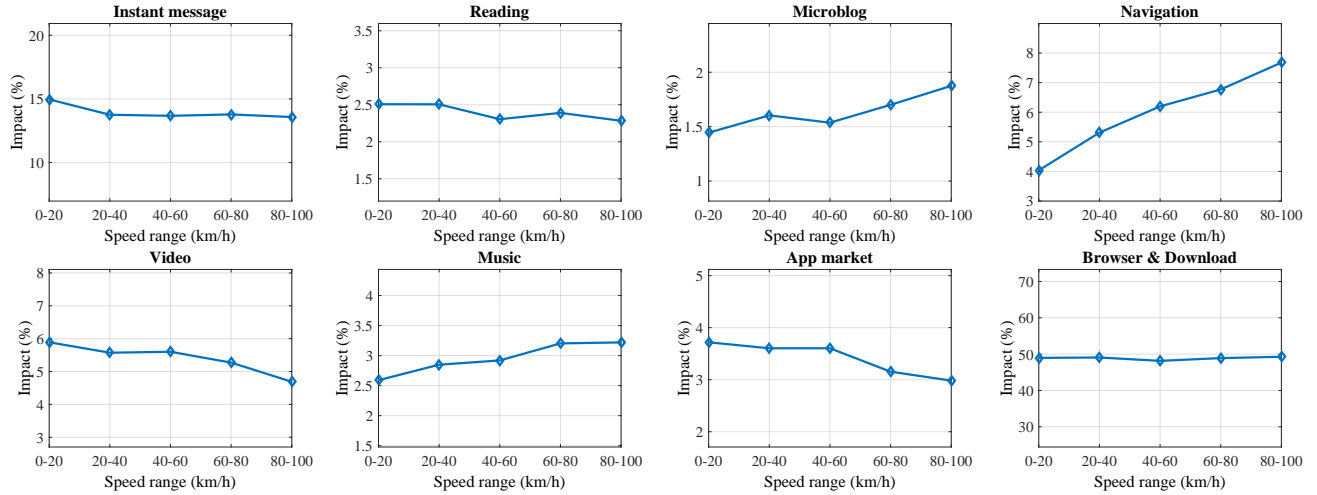 Instant message
Impact (%)
20
15
10
0-20 20-40 40-60 60-80 80-100
Speed range (km/h)
Reading
Impact (%)
3.5
3
2.5
2
1.5
0-20 20-40 40-60 60-80 80-100
Speed range (km/h)
Microblog
Impact (%)
2
1.5
1
0-20 20-40 40-60 60-80 80-100
Speed range (km/h)
Navigation
Impact (%)
8
7
6
5
4
3
0-20 20-40 40-60 60-80 80-100
Speed range (km/h)
Video
Impact (%)
8
7
6
5
4
3
0-20 20-40 40-60 60-80 80-100
Speed range (km/h)
Music
Impact (%)
4
3.5
3
2.5
2
1.5
0-20 20-40 40-60 60-80 80-100
Speed range (km/h)
App market
Impact (%)
5
4
3
2
0-20 20-40 40-60 60-80 80-100
Speed range (km/h)
Browser & Download
Impact (%)
70
60
50
40
30
0-20 20-40 40-60 60-80 80-100
Speed range (km/h)